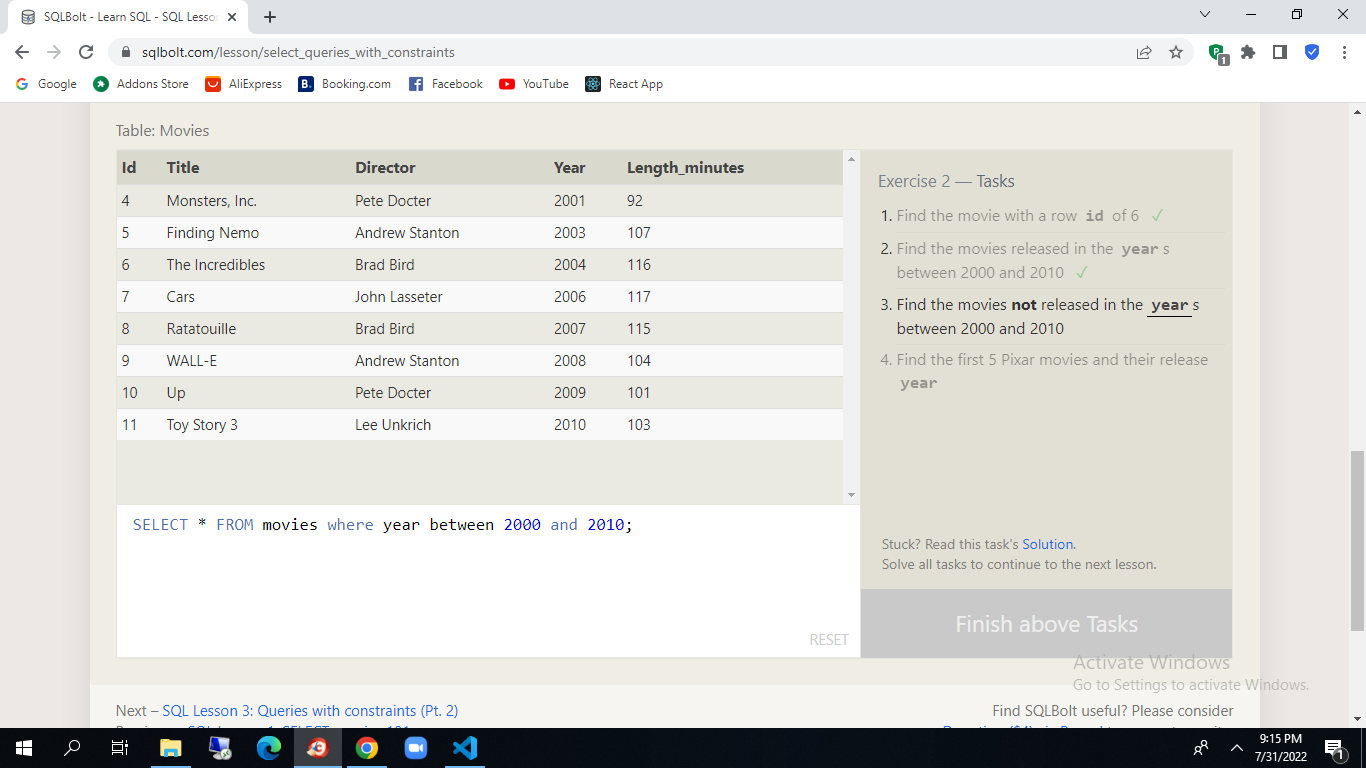 SQLBolt - Learn SQL - SQL Lesson
sqlbolt.com/lesson/select_queries_with_constraints
1
Google Addons Store AliExpress Booking.com Facebook YouTube React App
Table: Movies
Id Title Director Year Length_minutes
4 Monsters, Inc. Pete Docter 2001 92
5 Finding Nemo Andrew Stanton 2003 107
6 The Incredibles Brad Bird 2004 116
7 Cars John Lasseter 2006 117
8 Ratatouille Brad Bird 2007 115
9 WALL-E Andrew Stanton 2008 104
10 Up Pete Docter 2009 101
11 Toy Story 3 Lee Unkrich 2010 103
SELECT * FROM movies where year between 2000 and 2010;
RESET
Exercise 2 — Tasks
1. Find the movie with a row id of 6 ✓
2. Find the movies released in the year s
between 2000 and 2010 ✓
3. Find the movies not released in the year s
between 2000 and 2010
4. Find the first 5 Pixar movies and their release
year
Stuck? Read this task's Solution.
Solve all tasks to continue to the next lesson.
Finish above Tasks
Activate Windows
Go to Settings to activate Windows.
Next – SQL Lesson 3: Queries with constraints (Pt. 2)
Find SQLBolt useful? Please consider
9:15 PM
7/31/2022
1